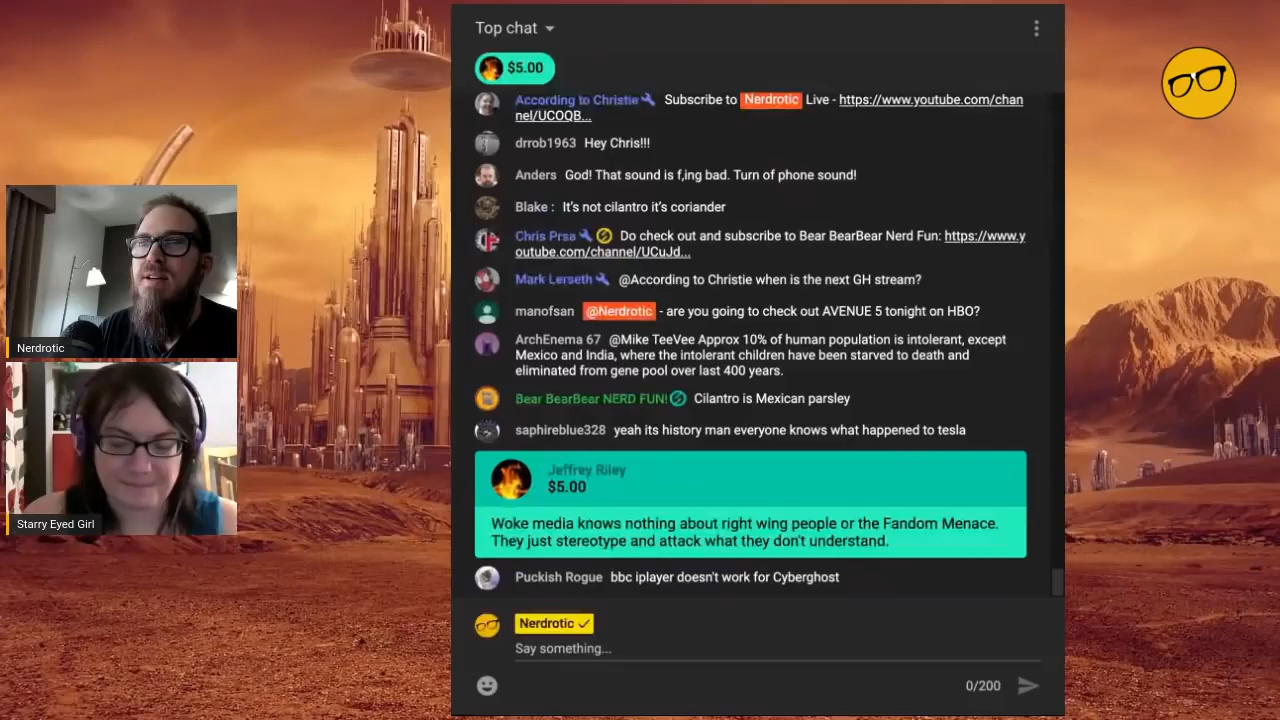 Top chat
$5.00
According to Christie Subscribe to Nerdrotic Live - https://www.youtube.com/chan
nel/UCOQB...
drrob1963 Hey Chris!!!
Anders God! That sound is f,ing bad. Turn of phone sound!
Blake : It's not cilantro it's coriander
Chris Prsa Do check out and subscribe to Bear BearBear Nerd Fun: https://www.y
outube.com/channel/UCuJd...
Mark Lerseth @According to Christie when is the next GH stream?
manofsan @Nerdrotic - are you going to check out AVENUE 5 tonight on HBO?
ArchEnema 67 @Mike TeeVee Approx 10% of human population is intolerant, except
Mexico and India, where the intolerant children have been starved to death and
eliminated from gene pool over last 400 years.
Bear BearBear NERD FUN! Cilantro is Mexican parsley
saphireblue328 yeah its history man everyone knows what happened to tesla
Jeffrey Riley
$5.00
Woke media knows nothing about right wing people or the Fandom Menace.
They just stereotype and attack what they don't understand.
Puckish Rogue bbc iplayer doesn't work for Cyberghost
Nerdrotic
Say something...
0/200
Nerdrotic
Starry Eyed Girl